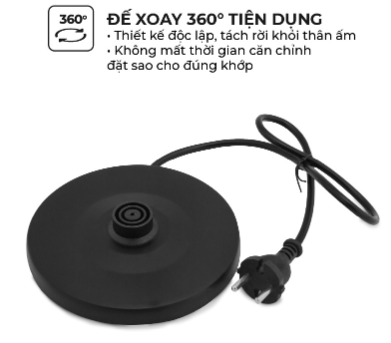 360°
ĐẾ XOAY 360° TIỆN DỤNG
• Thiết kế độc lập, tách rời khỏi thân ấm
• Không mất thời gian căn chỉnh
đặt sao cho đúng khớp